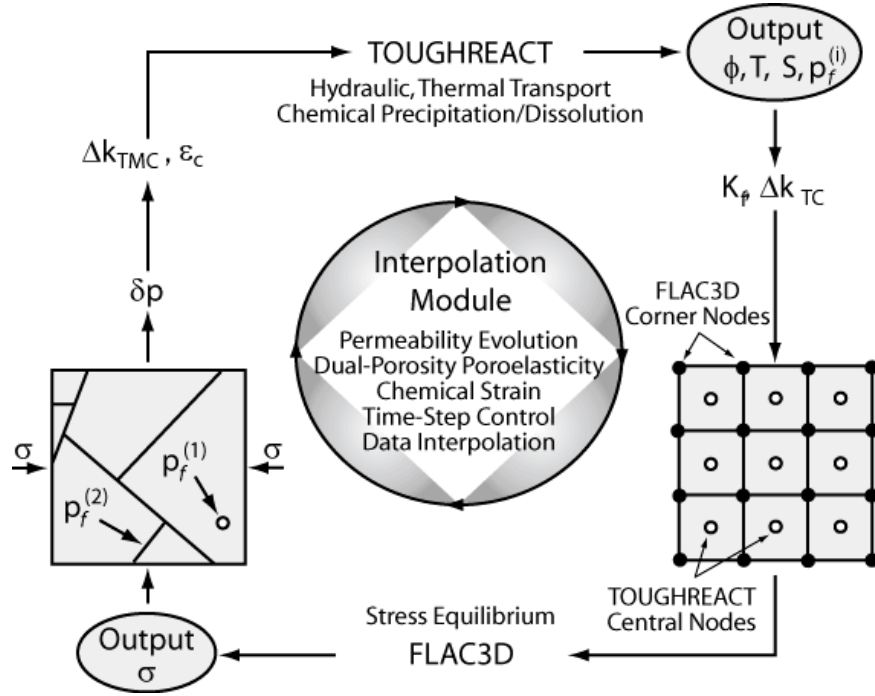 TOUGHREACT
Hydraulic, Thermal Transport
Chemical Precipitation/Dissolution
Output
ϕ, T, S, p_f^(i)
K_f, Δk_TC
FLAC3D
Corner Nodes
TOUGHREACT
Central Nodes
Stress Equilibrium
FLAC3D
Output
σ
σ
p_f^(1)
σ
p_f^(2)
δp
Δk_TMC, ε_c
Interpolation
Module
Permeability Evolution
Dual-Porosity Poroelasticity
Chemical Strain
Time-Step Control
Data Interpolation